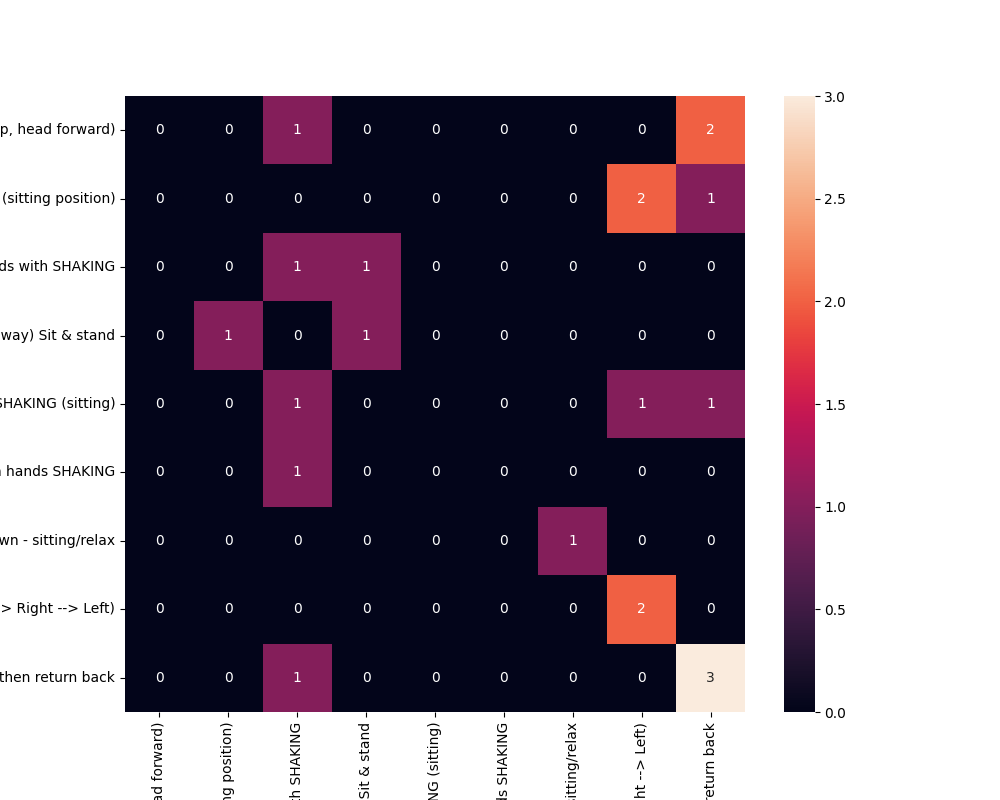 p, head forward) 0 0 1 0 0 0 0 0 2
(sitting position) 0 0 0 0 0 0 0 2 1
ds with SHAKING 0 0 1 1 0 0 0 0 0
way) Sit & stand 0 1 0 1 0 0 0 0 0
SHAKING (sitting) 0 0 1 0 0 0 0 1 1
hands SHAKING 0 0 1 0 0 0 0 0 0
wn - sitting/relax 0 0 0 0 0 0 1 0 0
> Right --> Left) 0 0 0 0 0 0 0 2 0
then return back 0 0 1 0 0 0 0 0 3
ad forward)
ng position)
th SHAKING
Sit & stand
NG (sitting)
ds SHAKING
sitting/relax
ht --> Left)
return back
3.0
2.5
2.0
1.5
1.0
0.5
0.0